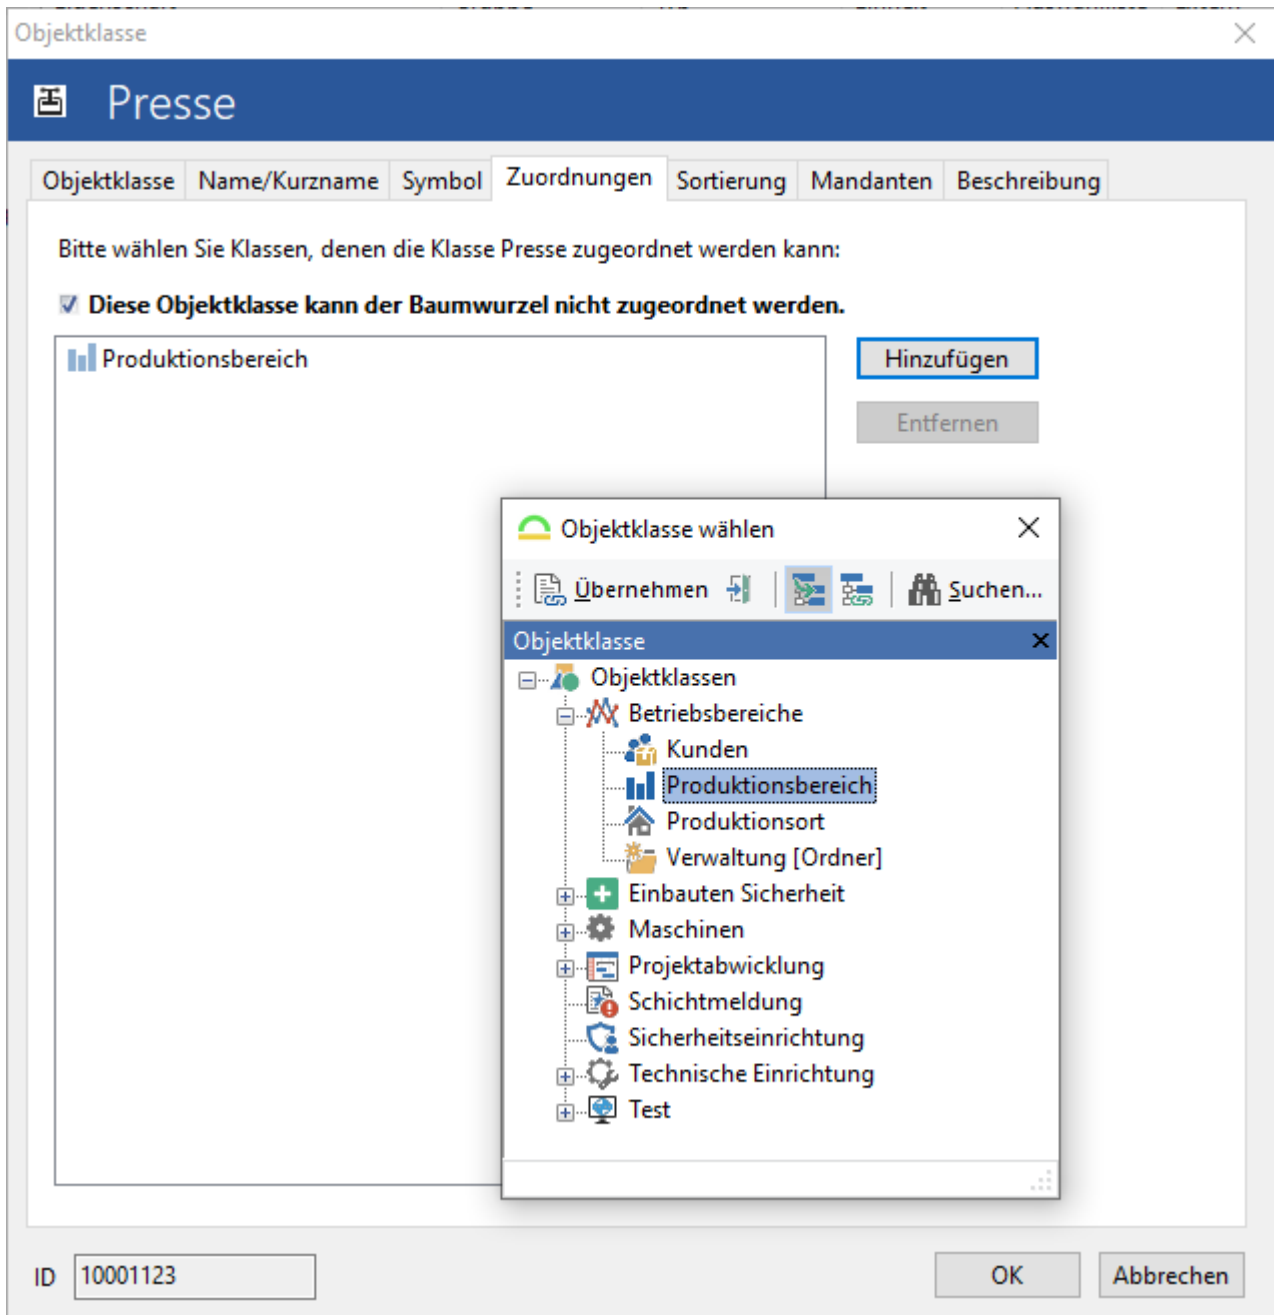 Objektklasse
Presse
Objektklasse Name/Kurzname Symbol Zuordnungen Sortierung Mandanten Beschreibung
Bitte wählen Sie Klassen, denen die Klasse Presse zugeordnet werden kann:
Diese Objektklasse kann der Baumwurzel nicht zugeordnet werden.
Produktionsbereich
Hinzufügen
Entfernen
Objektklasse wählen
Übernehmen Suchen...
Objektklasse
Objektklassen
Betriebsbereiche
Kunden
Produktionsbereich
Produktionsort
Verwaltung [Ordner]
Einbauten Sicherheit
Maschinen
Projektabwicklung
Schichtmeldung
Sicherheitseinrichtung
Technische Einrichtung
Test
ID 10001123 OK Abbrechen